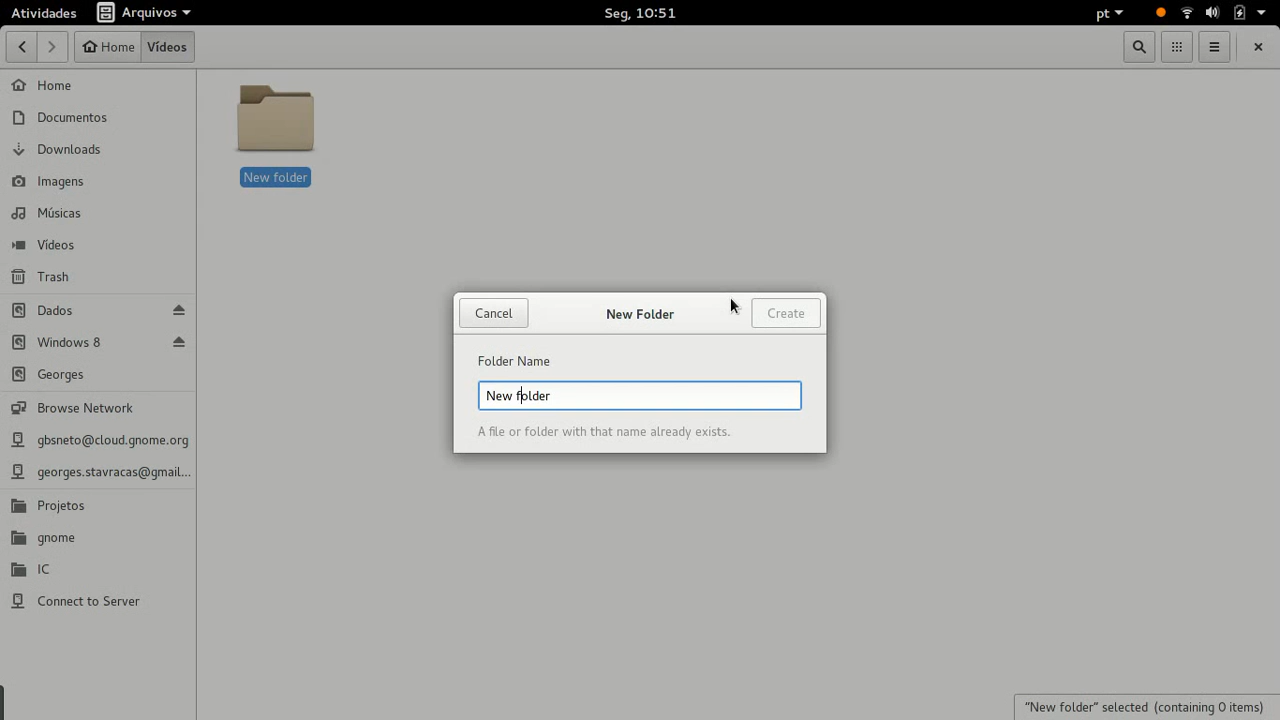 Atividades Arquivos Seg, 10:51 pt
Home Vídeos
Home
Documentos
Downloads
Imagens
Músicas
Vídeos
Trash
Dados
Windows 8
Georges
Browse Network
gbsneto@cloud.gnome.org
georges.stavracas@gmail...
Projetos
gnome
IC
Connect to Server
New folder
Cancel New Folder Create
Folder Name
New folder
A file or folder with that name already exists.
“New folder” selected (containing 0 items)